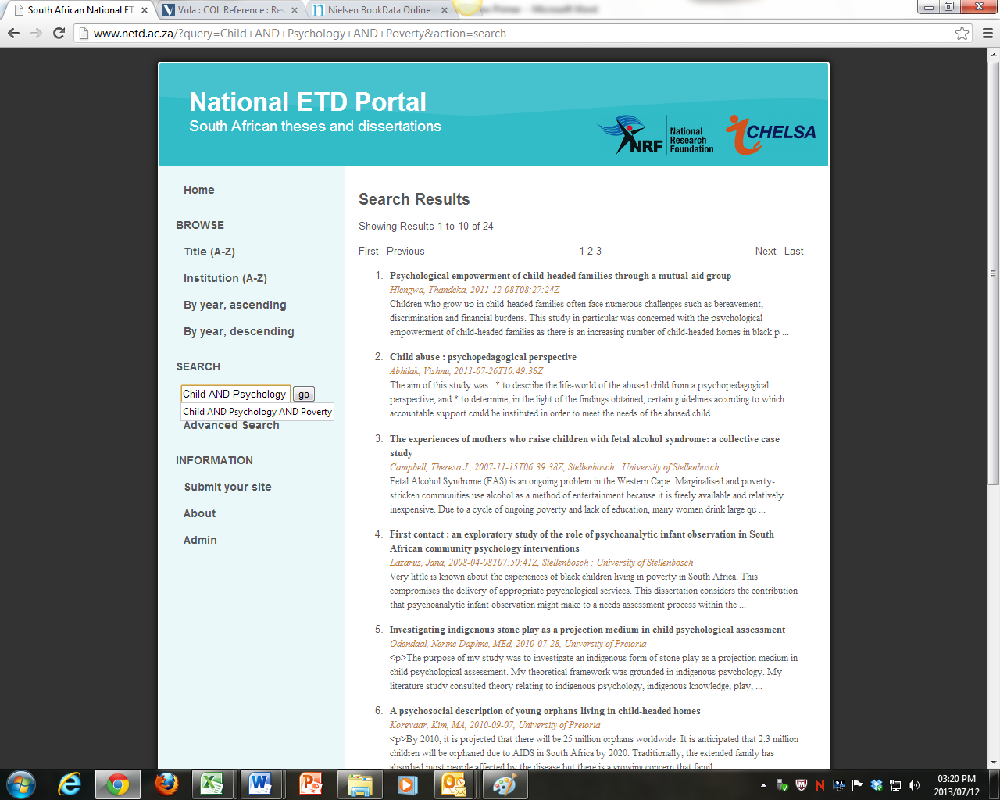 South African National ET
Vula : COL Reference : Res
Nielsen BookData Online
Microsoft Word
www.netd.ac.za/?query=Child+AND+Psychology+AND+Poverty&action=search
National ETD Portal
South African theses and dissertations
NRF
National
Research
Foundation
CHELSA
Home
BROWSE
Title (A-Z)
Institution (A-Z)
By year, ascending
By year, descending
SEARCH
Child AND Psychology
go
Child AND Psychology AND Poverty
Advanced Search
INFORMATION
Submit your site
About
Admin
Search Results
Showing Results 1 to 10 of 24
First Previous 1 2 3 Next Last
1. Psychological empowerment of child-headed families through a mutual-aid group
Hlengwa, Thandeka, 2011-12-08T08:27:24Z
Children who grow up in child-headed families often face numerous challenges such as bereavement,
discrimination and financial burdens. This study in particular was concerned with the psychological
empowerment of child-headed families as there is an increasing number of child-headed homes in black p ...
2. Child abuse : psychopedagogical perspective
Abhilak, Vishnu, 2011-07-26T10:49:38Z
The aim of this study was : * to describe the life-world of the abused child from a psychopedagogical
perspective; and * to determine, in the light of the findings obtained, certain guidelines according to which
accountable support could be instituted in order to meet the needs of the abused child. ...
3. The experiences of mothers who raise children with fetal alcohol syndrome: a collective case
study
Campbell, Theresa J., 2007-11-15T06:39:38Z, Stellenbosch : University of Stellenbosch
Fetal Alcohol Syndrome (FAS) is an ongoing problem in the Western Cape. Marginalised and poverty-
stricken communities use alcohol as a method of entertainment because it is freely available and relatively
inexpensive. Due to a cycle of ongoing poverty and lack of education, many women drink large qu ...
4. First contact : an exploratory study of the role of psychoanalytic infant observation in South
African community psychology interventions
Lazarus, Jana, 2008-04-08T07:50:41Z, Stellenbosch : University of Stellenbosch
Very little is known about the experiences of black children living in poverty in South Africa. This
compromises the delivery of appropriate psychological services. This dissertation considers the contribution
that psychoanalytic infant observation might make to a needs assessment process within the ...
5. Investigating indigenous stone play as a projection medium in child psychological assessment
Odendaal, Nerine Daphne, MEd, 2010-07-28, University of Pretoria
<p>The purpose of my study was to investigate an indigenous form of stone play as a projection medium in
child psychological assessment. My theoretical framework was grounded in indigenous psychology. My
literature study consulted theory relating to indigenous psychology, indigenous knowledge, play, ...
6. A psychosocial description of young orphans living in child-headed homes
Korevaar, Kim, MA, 2010-09-07, University of Pretoria
<p>By 2010, it is projected that there will be 25 million orphans worldwide. It is anticipated that 2.3 million
children will be orphaned due to AIDS in South Africa by 2020. Traditionally, the extended family has
absorbed most people affected by the disease but there is a growing concern that famil
03:20 PM
2013/07/12